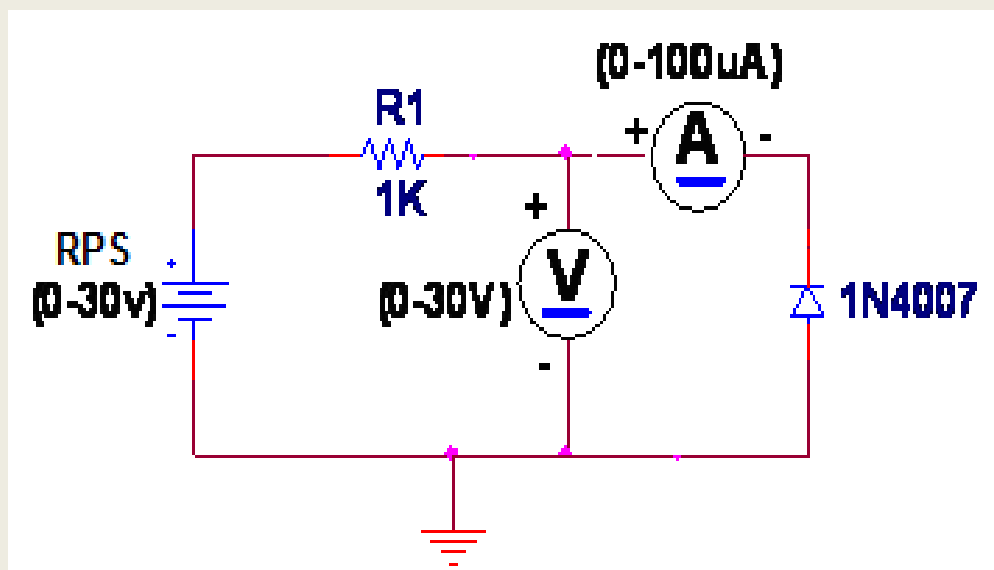 (0-100uA)
R1
+ A -
1K
+
RPS
+
(0-30v)
(0-30V) V
1N4007
-
-